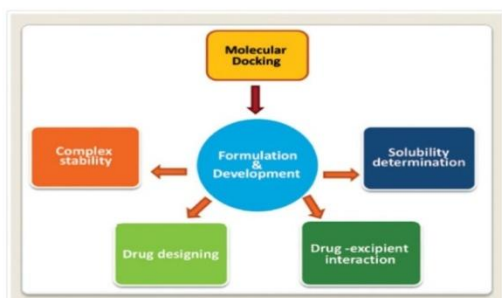 Molecular
Docking
Complex
stability
Formulation
&
Development
Solubility
determination
Drug designing
Drug -excipient
interaction